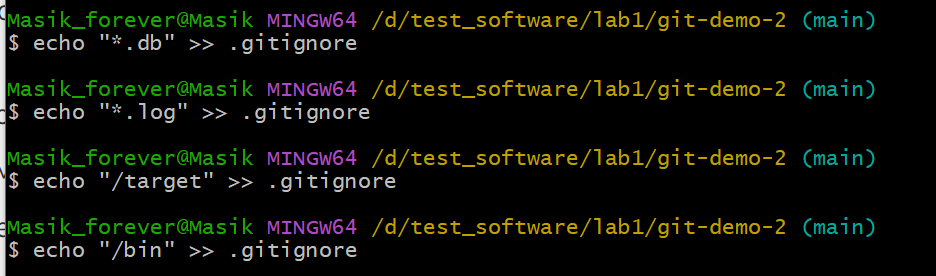 Masik_forever@Masik MINGW64 /d/test_software/lab1/git-demo-2 (main)
$ echo "*.db" >> .gitignore
Masik_forever@Masik MINGW64 /d/test_software/lab1/git-demo-2 (main)
$ echo "*.log" >> .gitignore
Masik_forever@Masik MINGW64 /d/test_software/lab1/git-demo-2 (main)
$ echo "/target" >> .gitignore
Masik_forever@Masik MINGW64 /d/test_software/lab1/git-demo-2 (main)
$ echo "/bin" >> .gitignore